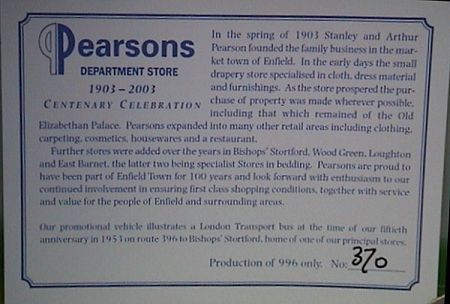 Pearsons
DEPARTMENT STORE
1903 – 2003
CENTENARY CELEBRATION
In the spring of 1903 Stanley and Arthur
Pearson founded the family business in the mar-
ket town of Enfield. In the early days the small
drapery store specialised in cloth, dress material
and furnishings. As the store prospered the pur-
chase of property was made wherever possible,
including that which remained of the Old
Elizabethan Palace. Pearsons expanded into many other retail areas including clothing,
carpeting, cosmetics, housewares and a restaurant.
Further stores were added over the years in Bishops' Stortford, Wood Green, Loughton
and East Barnet, the latter two being specialist Stores in bedding. Pearsons are proud to
have been part of Enfield Town for 100 years and look forward with enthusiasm to our
continued involvement in ensuring first class shopping conditions, together with service
and value for the people of Enfield and surrounding areas.
Our promotional vehicle illustrates a London Transport bus at the time of our fiftieth
anniversary in 1953 on route 396 to Bishops' Stortford, home of one of our principal stores.
Production of 996 only. No: 370